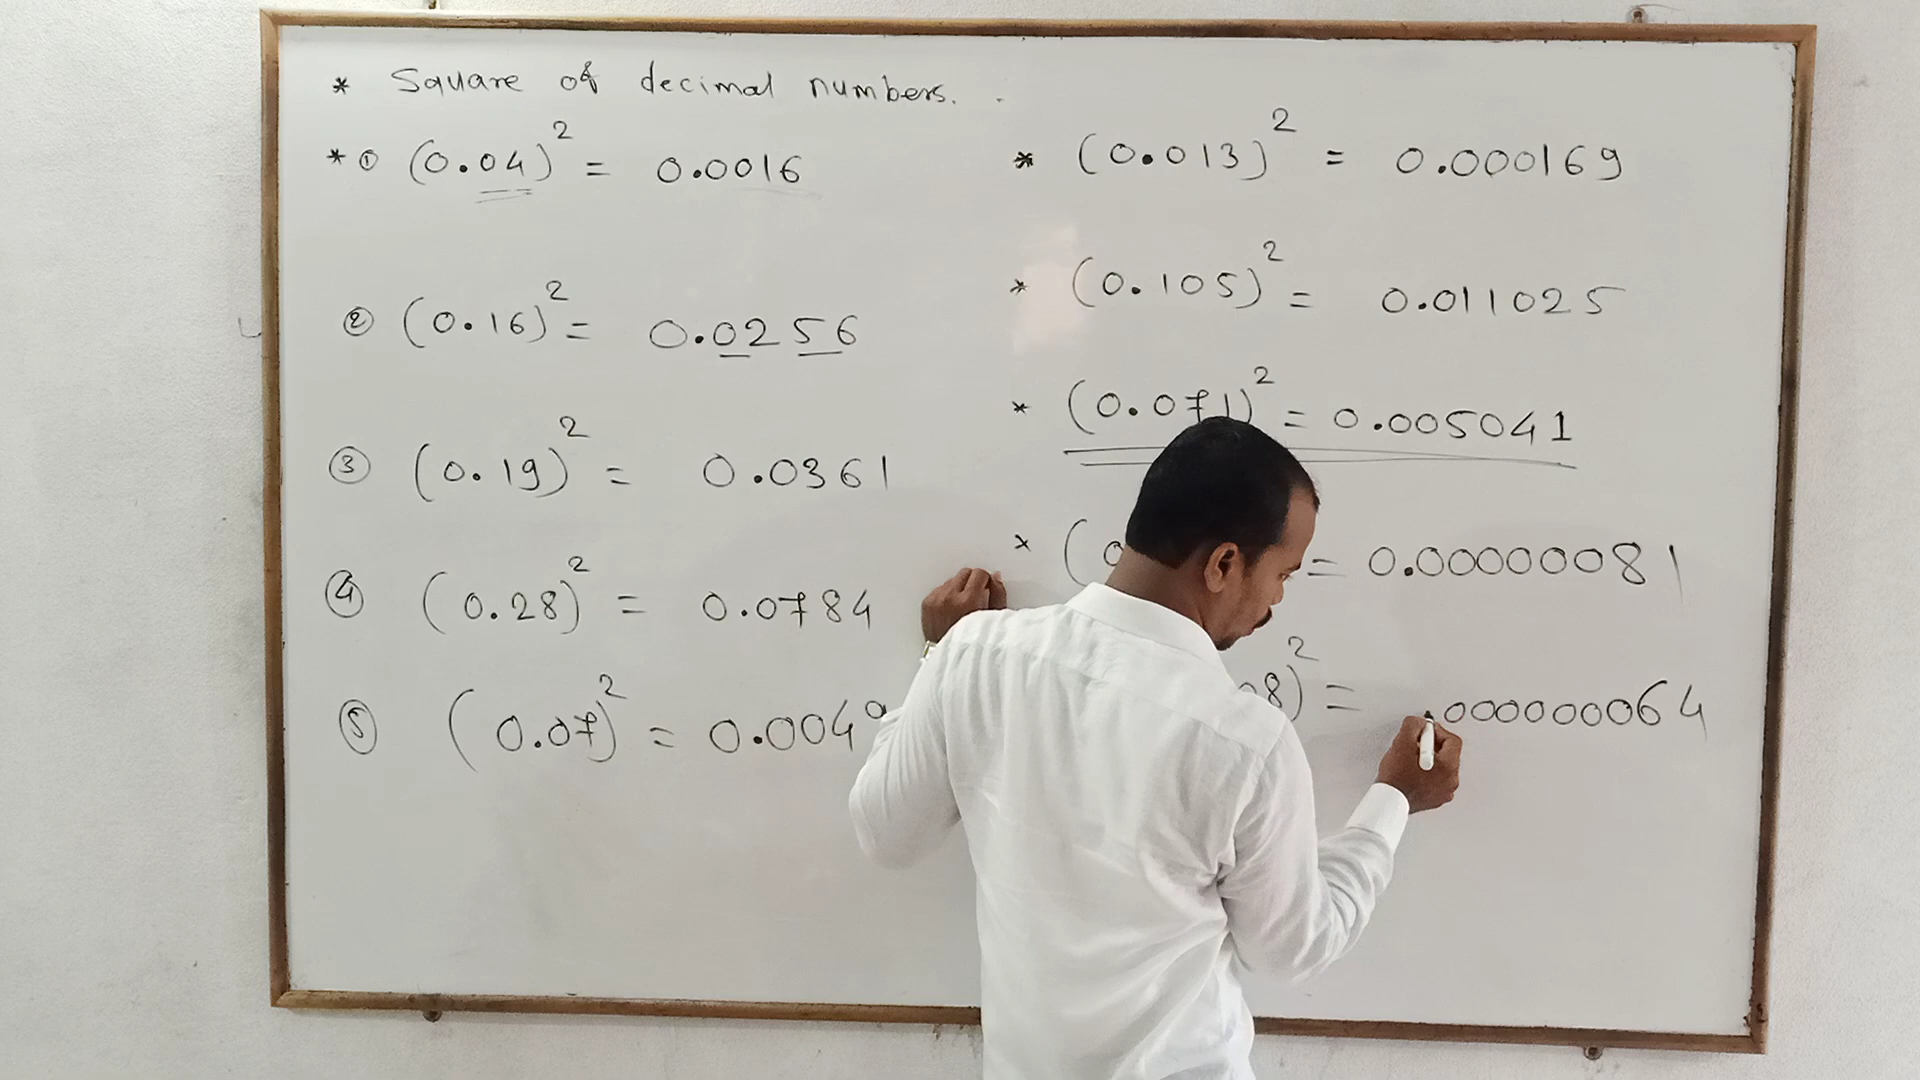 * Square of decimal numbers.
* ① (0.04)² = 0.0016
② (0.16)² = 0.0256
③ (0.19)² = 0.0361
④ (0.28)² = 0.0784
⑤ (0.07)² = 0.0049
* (0.013)² = 0.000169
* (0.105)² = 0.011025
* (0.071)² = 0.005041
* (0 = 0.00000081
8)² = .000000064